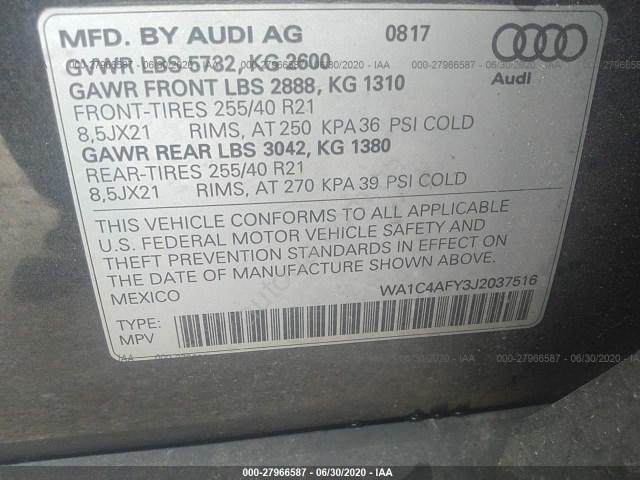 MFD. BY AUDI AG 0817
GVWR LBS 5732, KG 2600
GAWR FRONT LBS 2888, KG 1310
FRONT-TIRES 255/40 R21
8,5JX21 RIMS, AT 250 KPA 36 PSI COLD
GAWR REAR LBS 3042, KG 1380
REAR-TIRES 255/40 R21
8,5JX21 RIMS, AT 270 KPA 39 PSI COLD
Audi
THIS VEHICLE CONFORMS TO ALL APPLICABLE
U.S. FEDERAL MOTOR VEHICLE SAFETY AND
THEFT PREVENTION STANDARDS IN EFFECT ON
THE DATE OF MANUFACTURE SHOWN ABOVE.
MEXICO
WA1C4AFY3J2037516
TYPE:
MPV
000-27966587 - 06/30/2020 - IAA